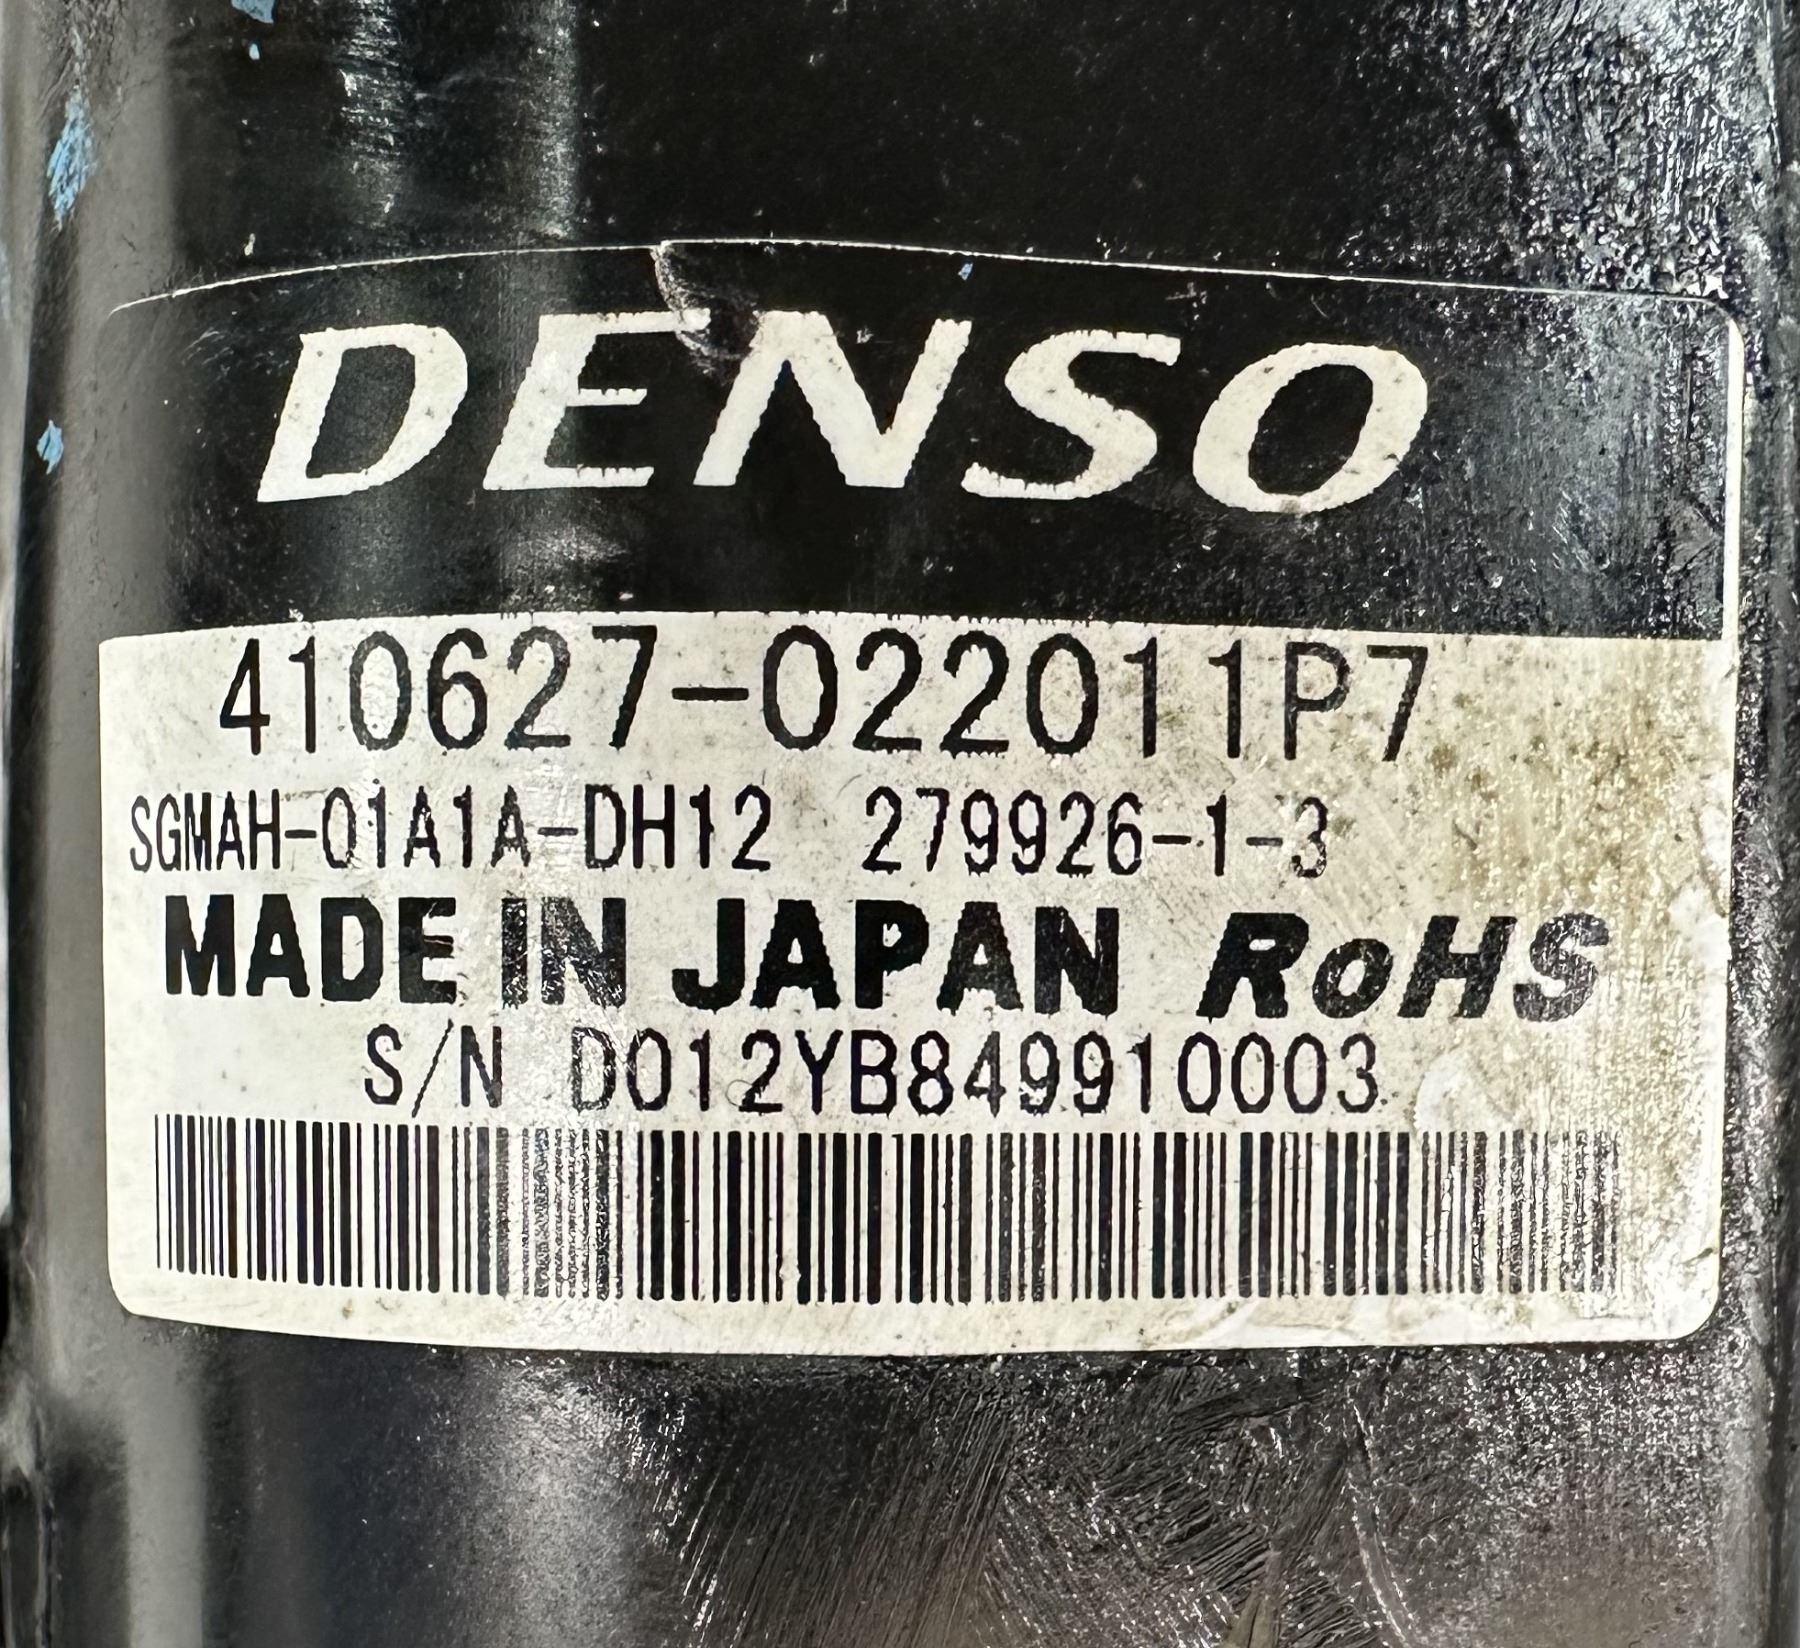 DENSO
410627-022011P7
SGMAH-01A1A-DH12 279926-1-3
MADE IN JAPAN RoHS
S/N D012YB849910003